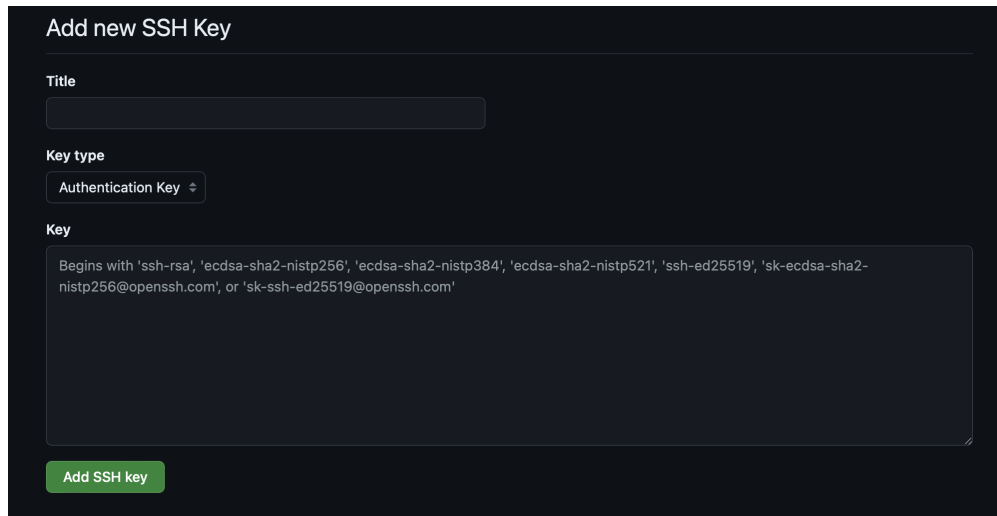 Add new SSH Key
Title
Key type
Authentication Key
Key
Begins with 'ssh-rsa', 'ecdsa-sha2-nistp256', 'ecdsa-sha2-nistp384', 'ecdsa-sha2-nistp521', 'ssh-ed25519', 'sk-ecdsa-sha2-
nistp256@openssh.com', or 'sk-ssh-ed25519@openssh.com'
Add SSH key